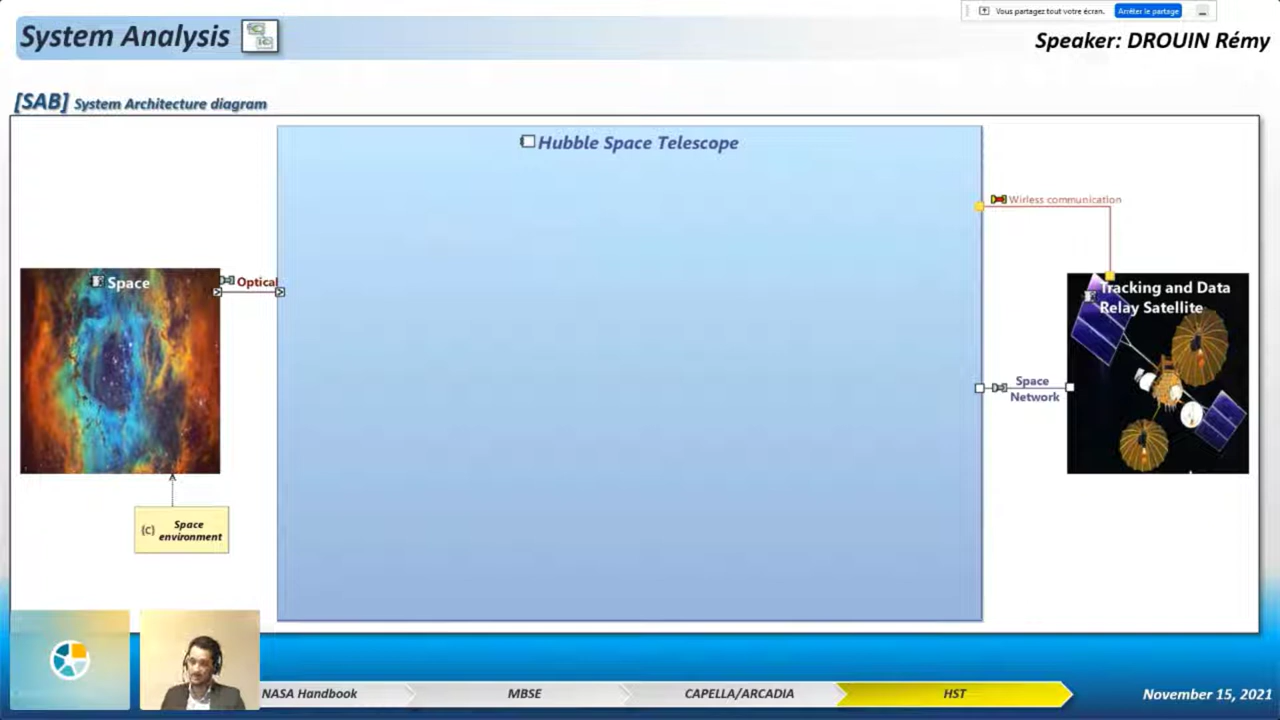 Vous partagez tout votre écran.
Arrêter le partage
System Analysis
Speaker: DROUIN Rémy
[SAB] System Architecture diagram
Hubble Space Telescope
Wirless communication
Space
Optical
Tracking and Data
Relay Satellite
Space
Network
(C)
Space
environment
NASA Handbook
MBSE
CAPELLA/ARCADIA
HST
November 15, 2021